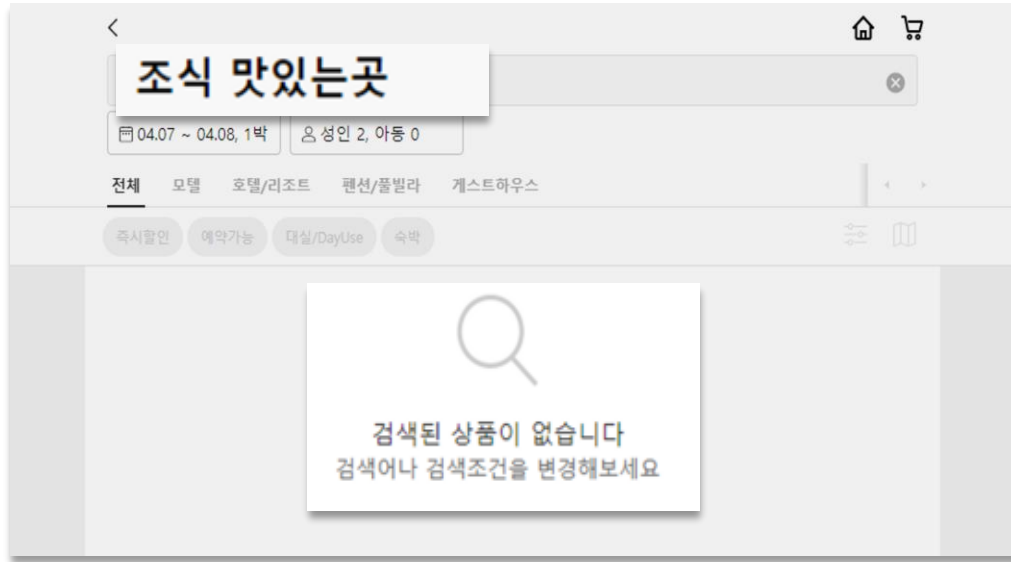 조식 맛있는곳
04.07 ~ 04.08, 1박 성인 2, 아동 0
전체 모텔 호텔/리조트 펜션/풀빌라 게스트하우스
즉시할인 예약가능 대실/DayUse 숙박
검색된 상품이 없습니다
검색어나 검색조건을 변경해보세요